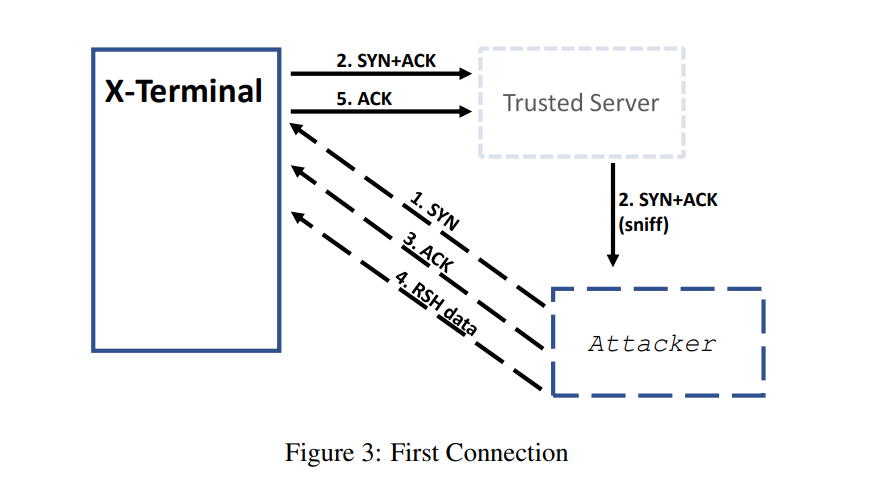 X-Terminal
2. SYN+ACK
5. ACK
Trusted Server
2. SYN+ACK
(sniff)
1. SYN
3. ACK
4. RSH data
Attacker
Figure 3: First Connection